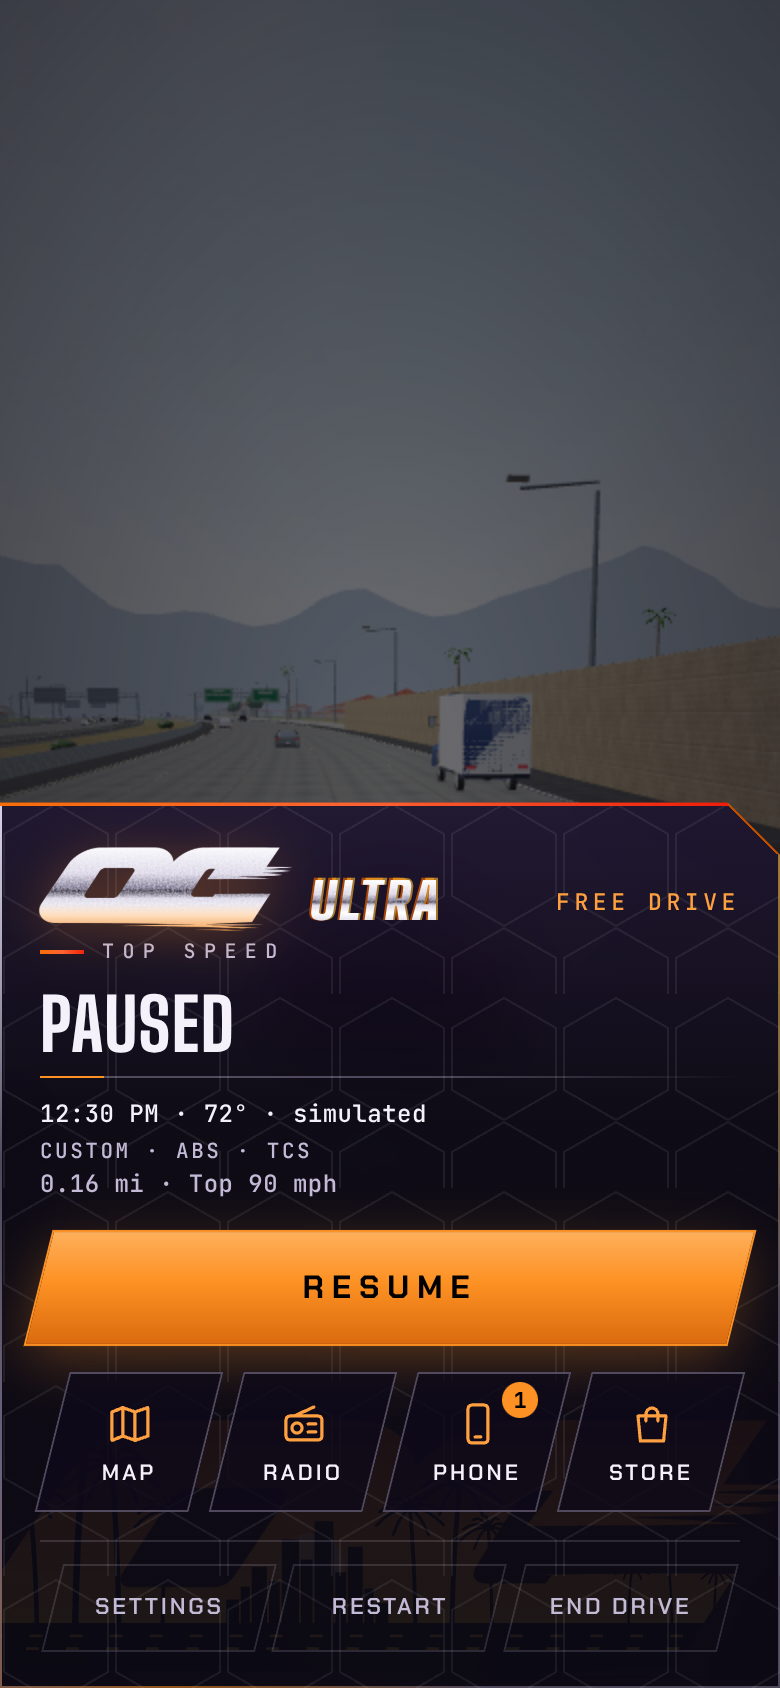 OC ULTRA
FREE DRIVE
TOP SPEED
PAUSED
12:30 PM · 72° · simulated
CUSTOM · ABS · TCS
0.16 mi · Top 90 mph
RESUME
1
MAP
RADIO
PHONE
STORE
SETTINGS
RESTART
END DRIVE